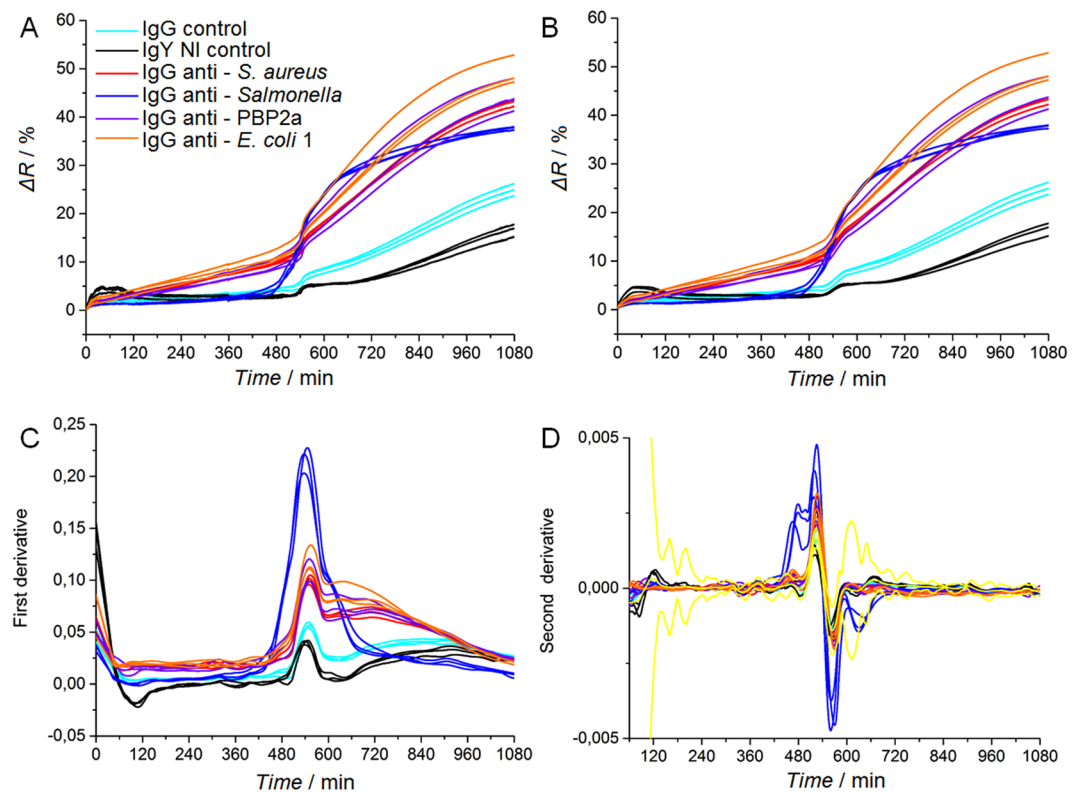 A
IgG control
IgY NI control
IgG anti - S. aureus
IgG anti - Salmonella
IgG anti - PBP2a
IgG anti - E. coli 1
60
50
40
30
20
10
0
ΔR / %
0 120 240 360 480 600 720 840 960 1080
Time / min
B
60
50
40
30
20
10
0
ΔR / %
0 120 240 360 480 600 720 840 960 1080
Time / min
C
0,25
0,20
0,15
0,10
0,05
0,00
-0,05
First derivative
0 120 240 360 480 600 720 840 960 1080
Time / min
D
0,005
0,000
-0,005
Second derivative
120 240 360 480 600 720 840 960 1080
Time / min